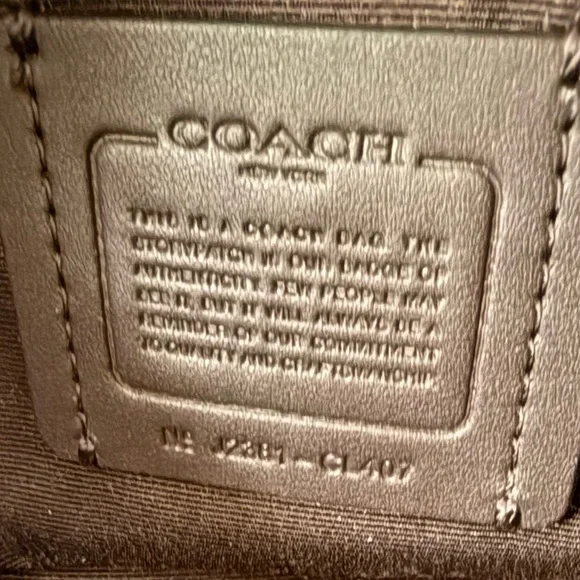 COACH
NEW YORK
THIS IS A COACH BAG. THE
STORYPATCH IS OUR BADGE OF
AUTHENTICITY. FEW PEOPLE MAY
SEE IT, BUT IT WILL ALWAYS BE A
REMINDER OF OUR COMMITMENT
TO QUALITY AND CRAFTSMANSHIP.
No J2381-CL407